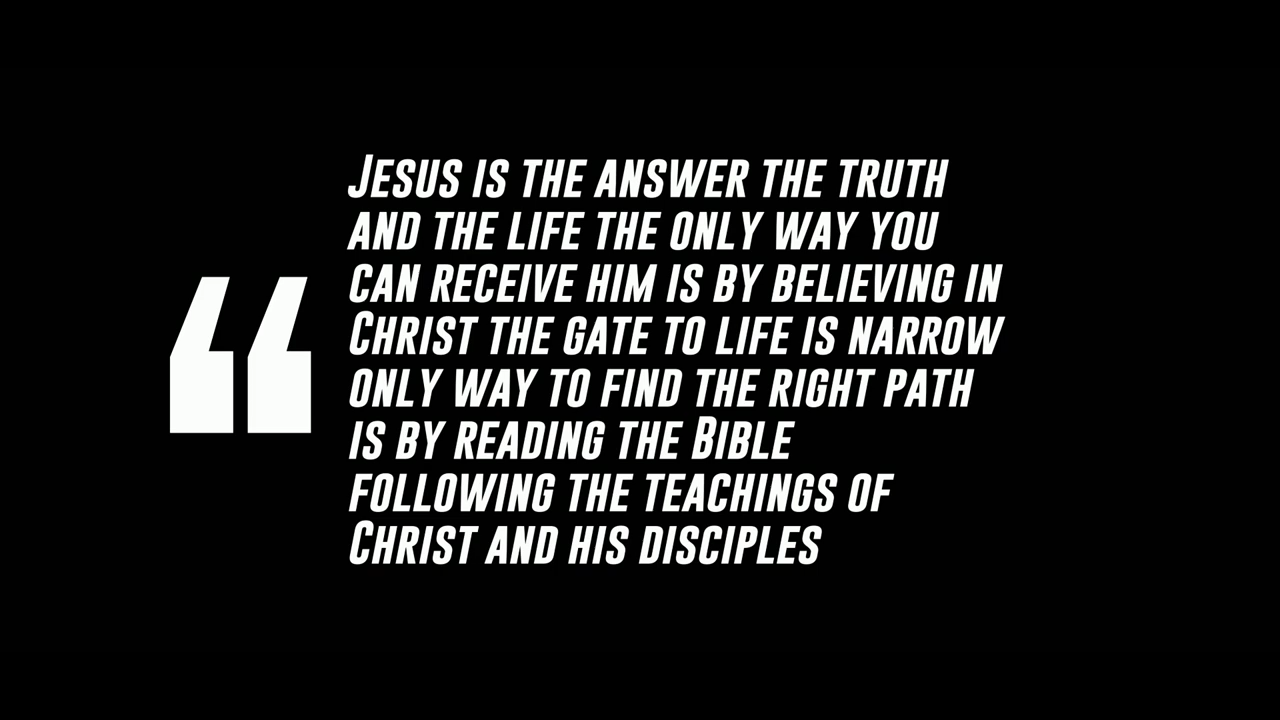 “
Jesus is the answer the truth
and the life the only way you
can receive him is by believing in
Christ the gate to life is narrow
only way to find the right path
is by reading the Bible
following the teachings of
Christ and his disciples